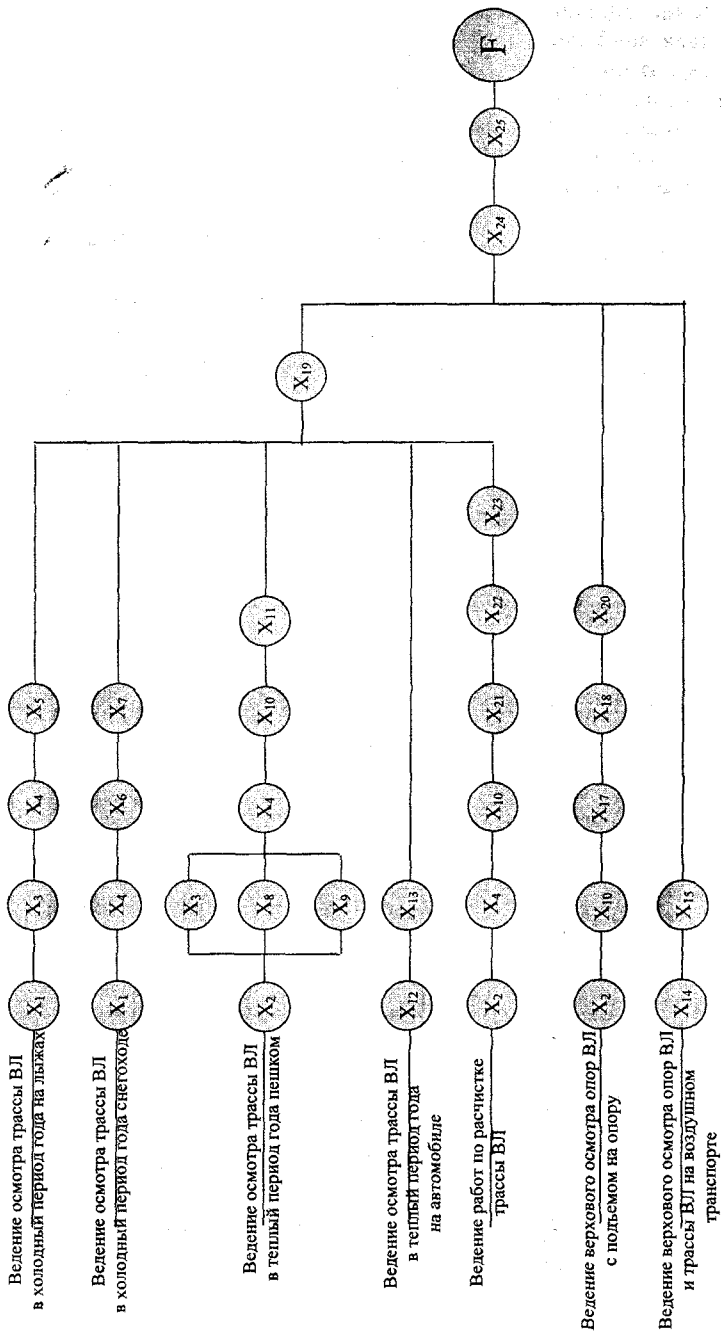 Ведение осмотра трассы ВЛ
в холодный период года на лыжах
X1 X3 X4 X5
Ведение осмотра трассы ВЛ
в холодный период года снегоходе
X1 X4 X6 X7
Ведение осмотра трассы ВЛ
в теплый период года пешком
X2 X3 X8 X9 X4 X10 X11
Ведение осмотра трассы ВЛ
в теплый период года
на автомобиле
X12 X13
X19
Ведение работ по расчистке
трассы ВЛ
X2 X4 X10 X21 X22 X23
X24 X25 F
Ведение верхового осмотра опор ВЛ
с подъемом на опору
X2 X10 X17 X18 X20
Ведение верхового осмотра опор ВЛ
и трассы ВЛ на воздушном
транспорте
X14 X15